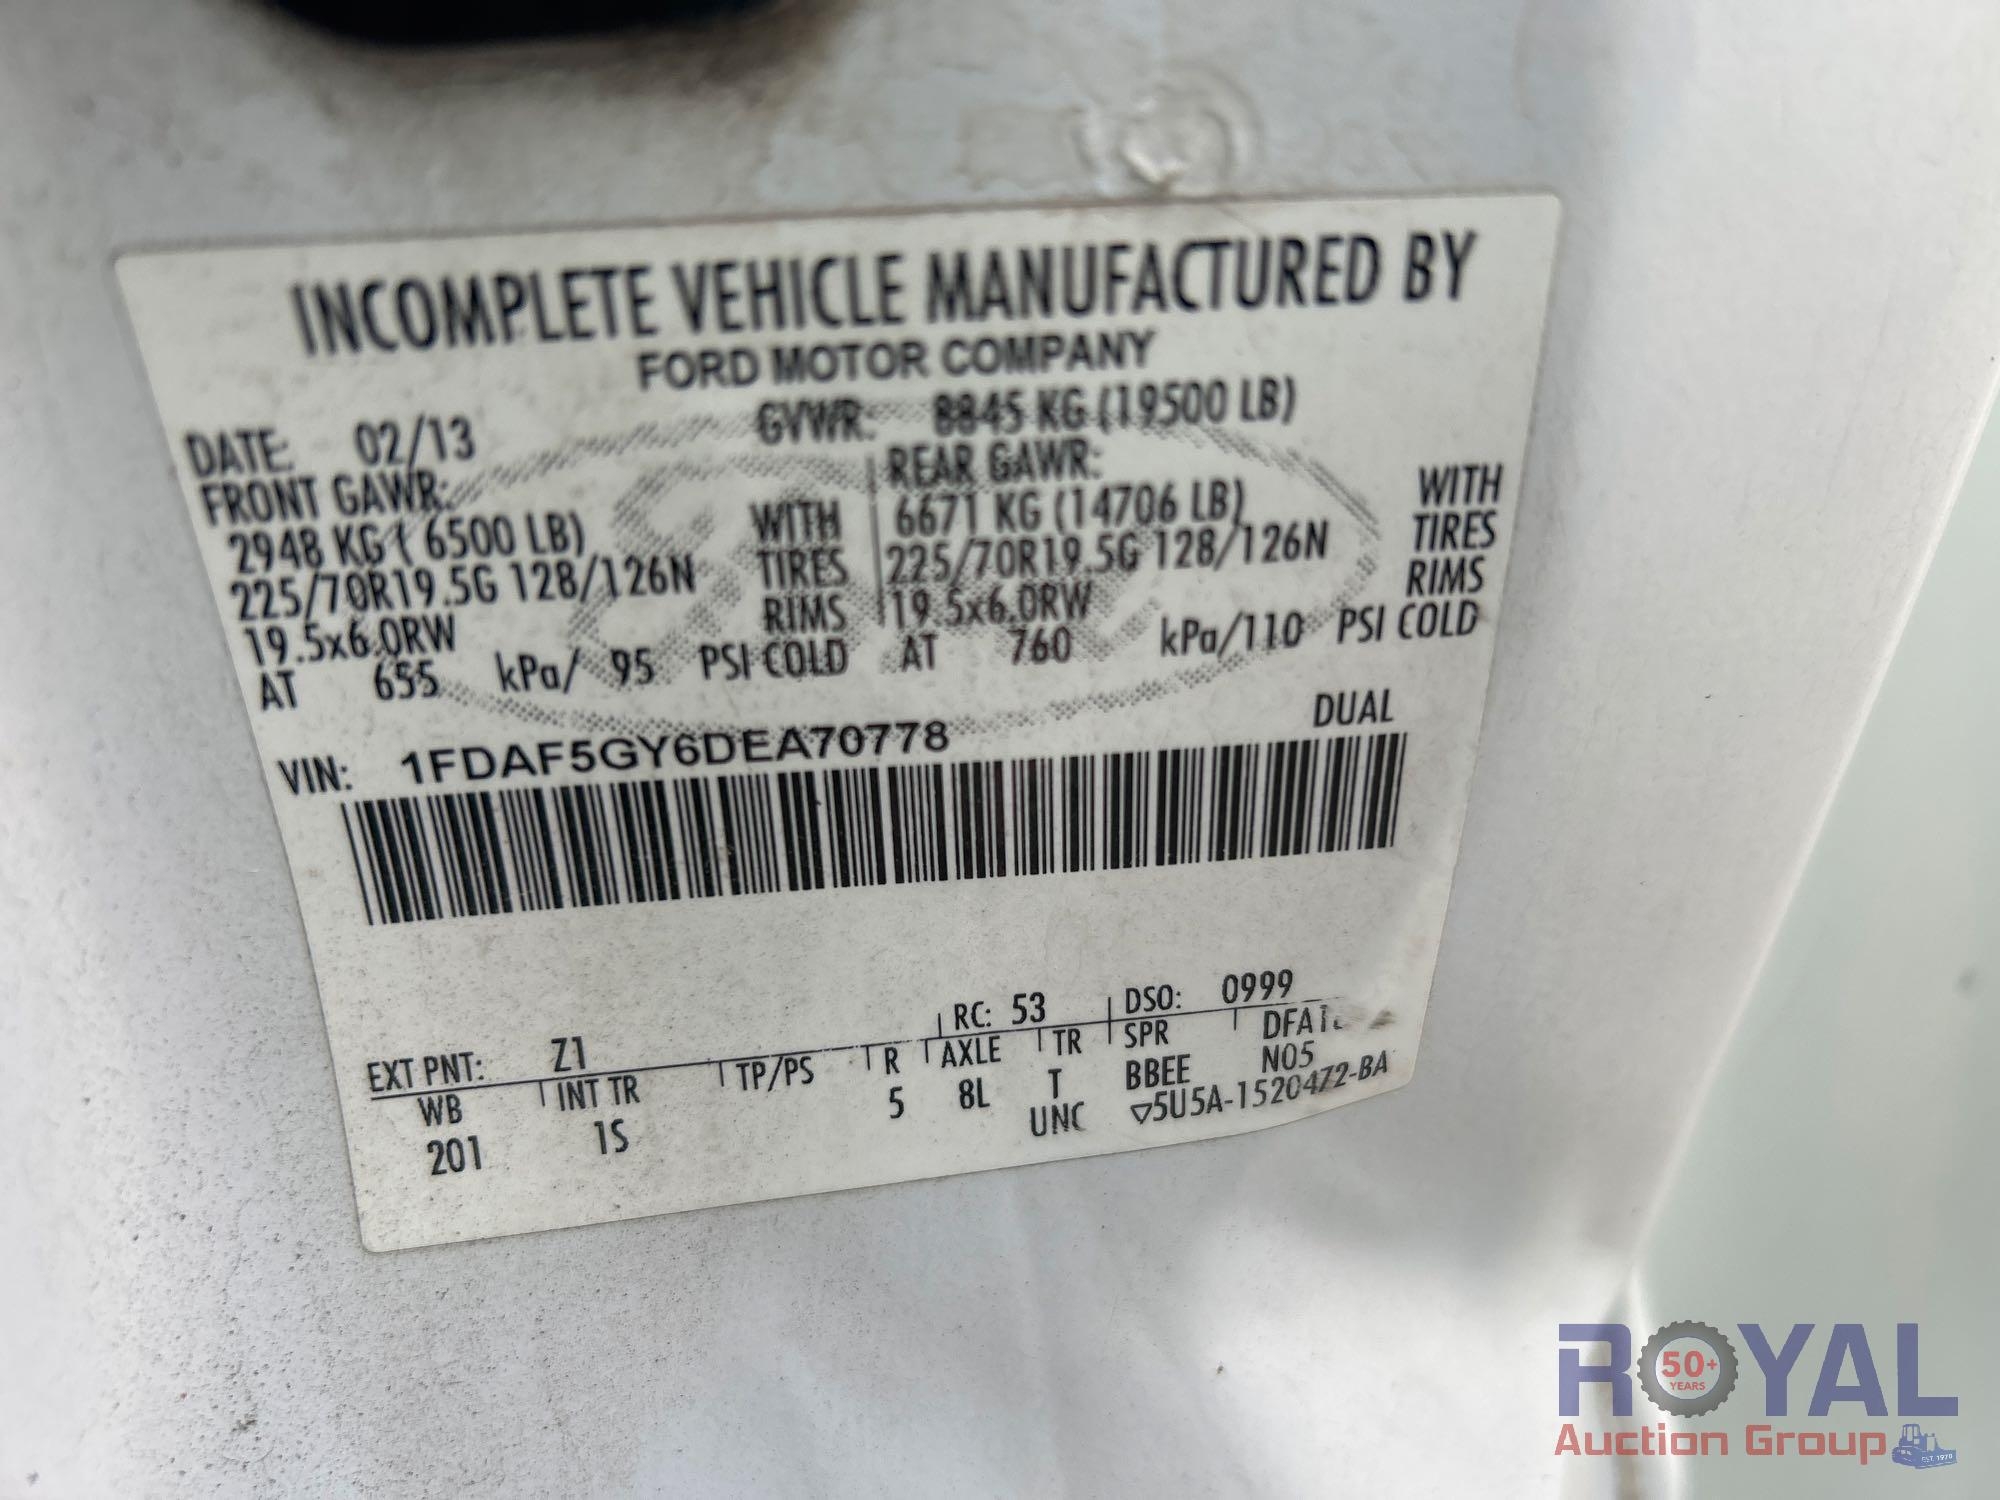 INCOMPLETE VEHICLE MANUFACTURED BY
FORD MOTOR COMPANY
DATE: 02/13 GVWR: 8845 KG (19500 LB)
FRONT GAWR: REAR GAWR:
2948 KG ( 6500 LB) WITH 6671 KG (14706 LB) WITH
225/70R19.5G 128/126N TIRES 225/70R19.5G 128/126N TIRES
19.5x6.0RW RIMS 19.5x6.0RW RIMS
AT 655 kPa/ 95 PSI COLD AT 760 kPa/110 PSI COLD
VIN: 1FDAF5GY6DEA70778 DUAL
EXT PNT: Z1 RC: 53 DSO: 0999
WB INT TR TP/PS R AXLE TR SPR
201 1S 5 8L T BBEE N05
UNC ▽5U5A-1520472-BA
ROYAL
50+
YEARS
Auction Group
EST. 1970